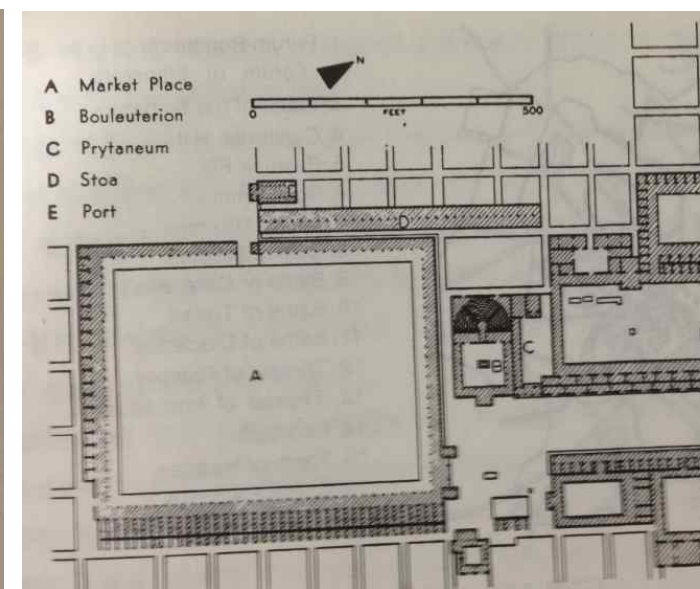 A Market Place
B Bouleuterion
C Prytaneum
D Stoa
E Port
N
0 FEET 500
D
C
B
A